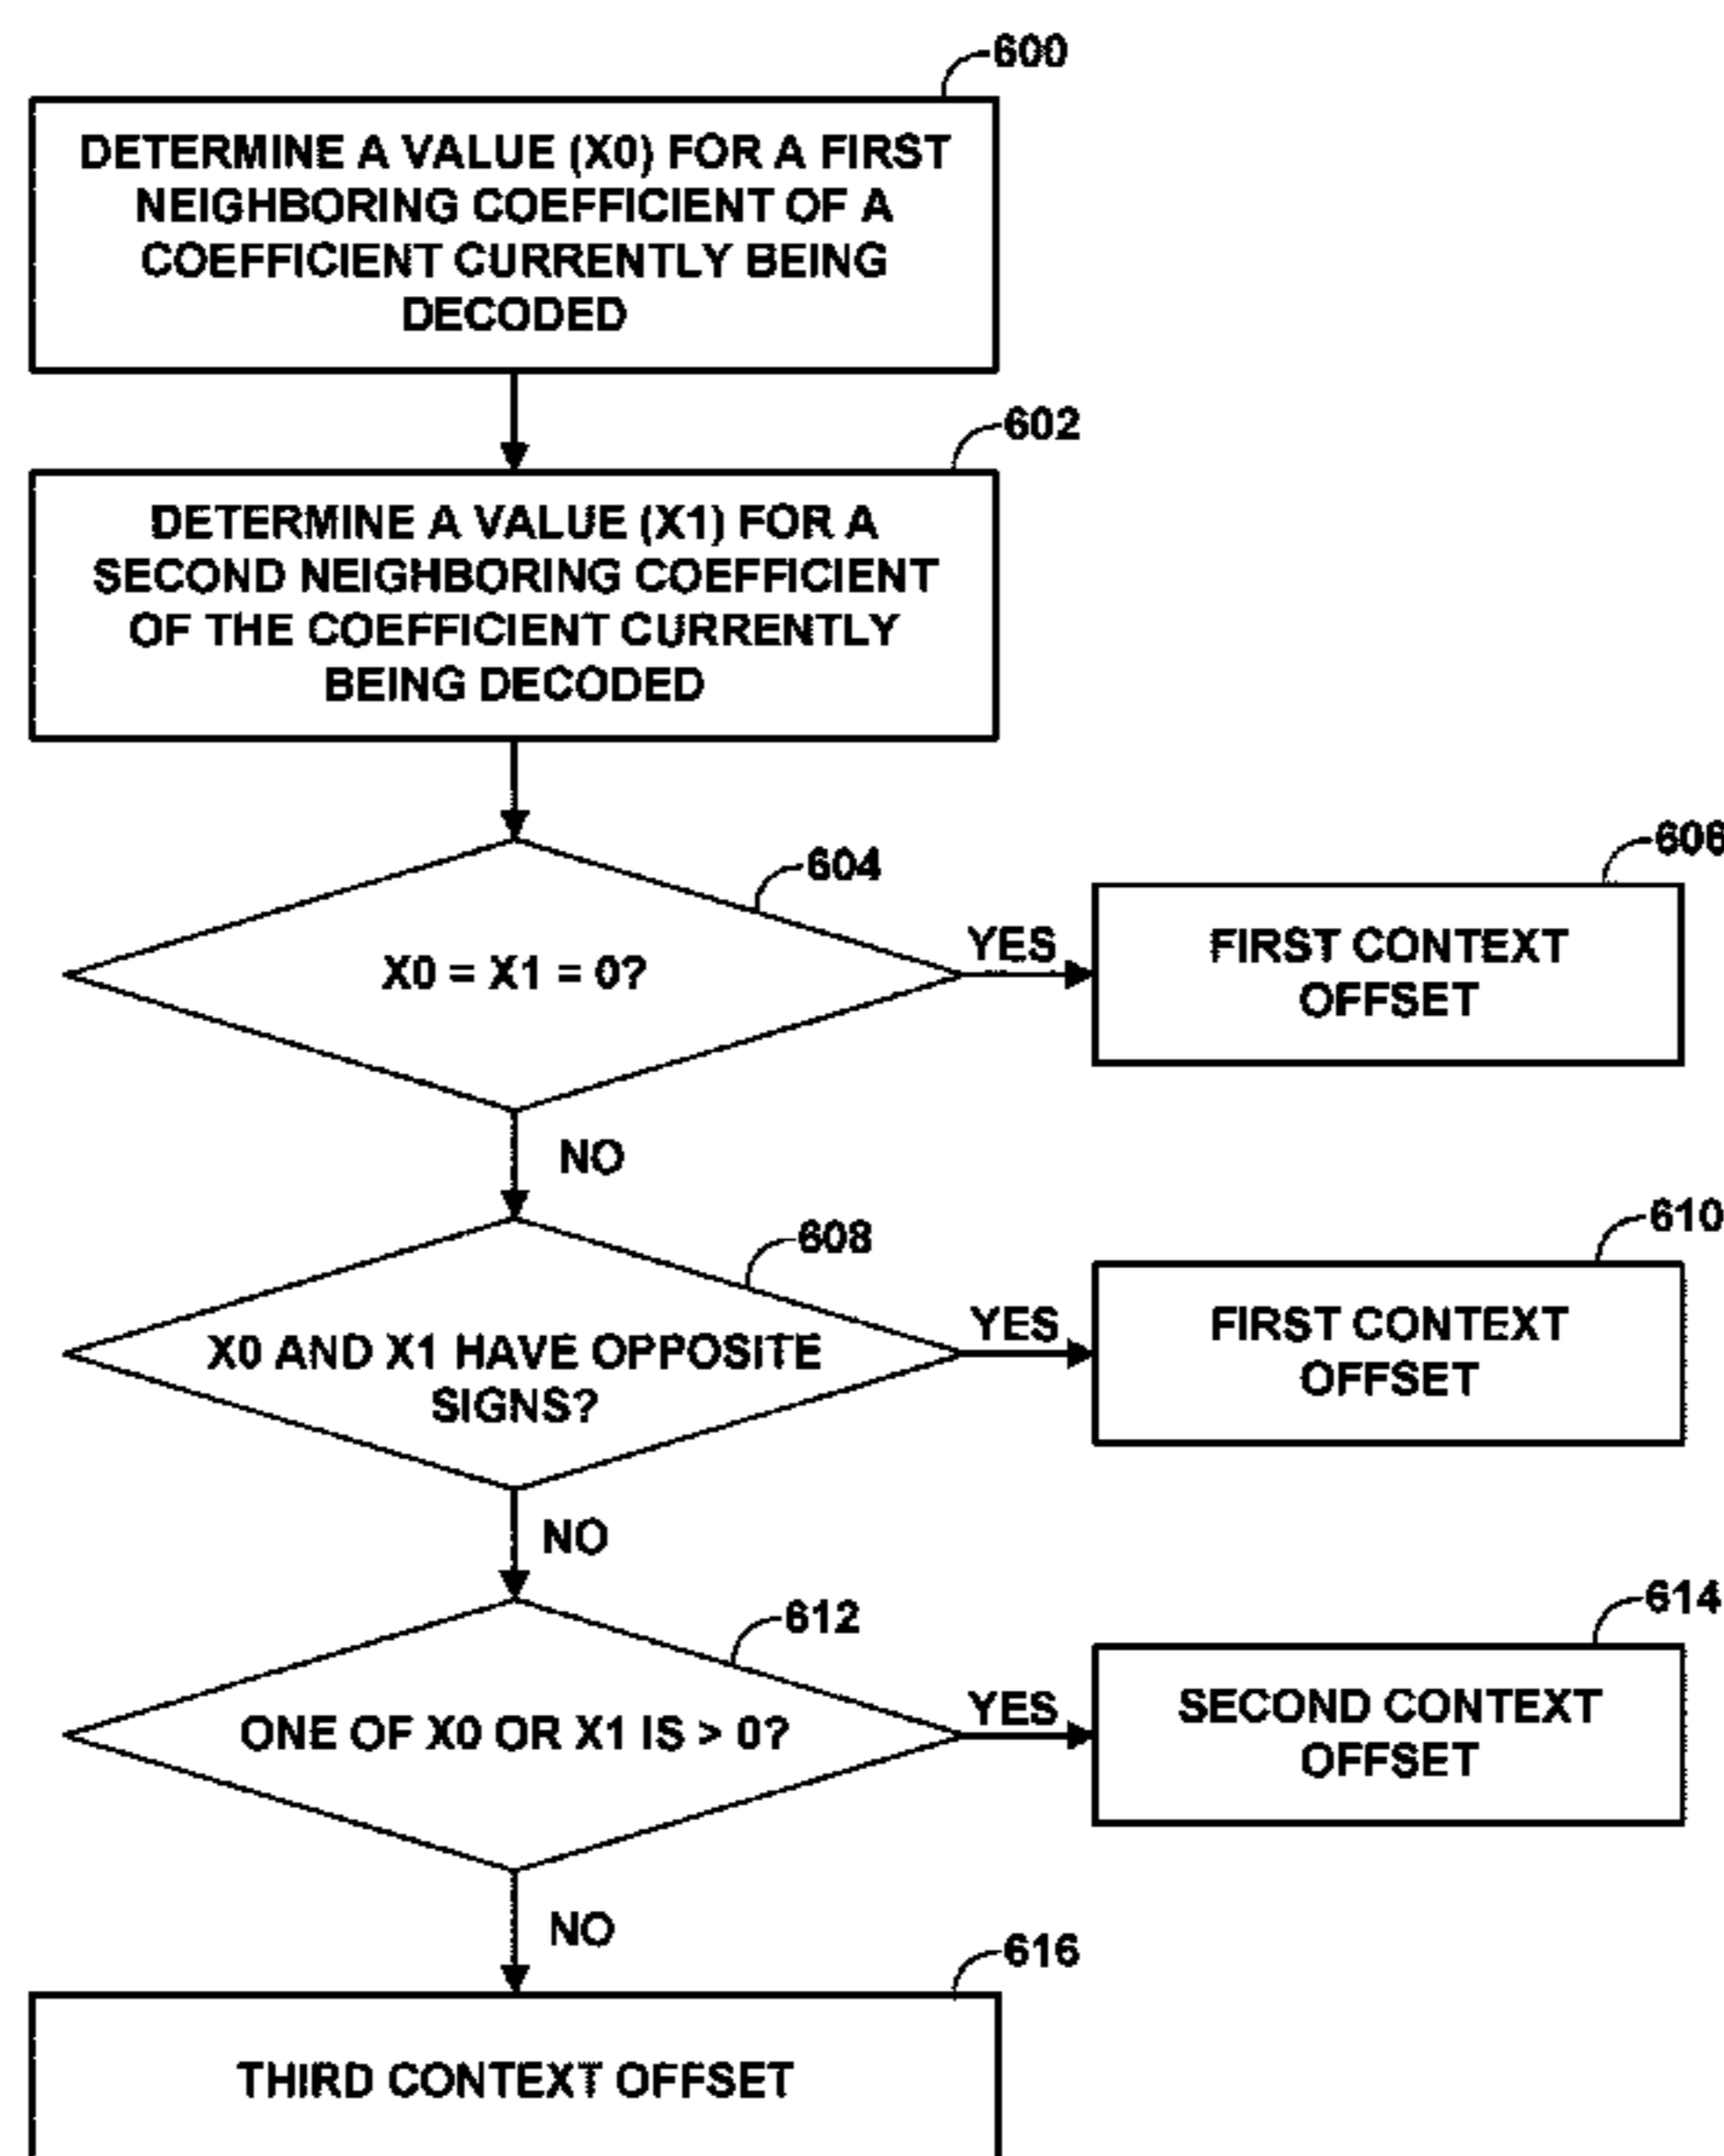 600
DETERMINE A VALUE (X0) FOR A FIRST
NEIGHBORING COEFFICIENT OF A
COEFFICIENT CURRENTLY BEING
DECODED
602
DETERMINE A VALUE (X1) FOR A
SECOND NEIGHBORING COEFFICIENT
OF THE COEFFICIENT CURRENTLY
BEING DECODED
604
X0 = X1 = 0?
YES
606
FIRST CONTEXT
OFFSET
NO
608
X0 AND X1 HAVE OPPOSITE
SIGNS?
YES
610
FIRST CONTEXT
OFFSET
NO
612
ONE OF X0 OR X1 IS > 0?
YES
614
SECOND CONTEXT
OFFSET
NO
616
THIRD CONTEXT OFFSET